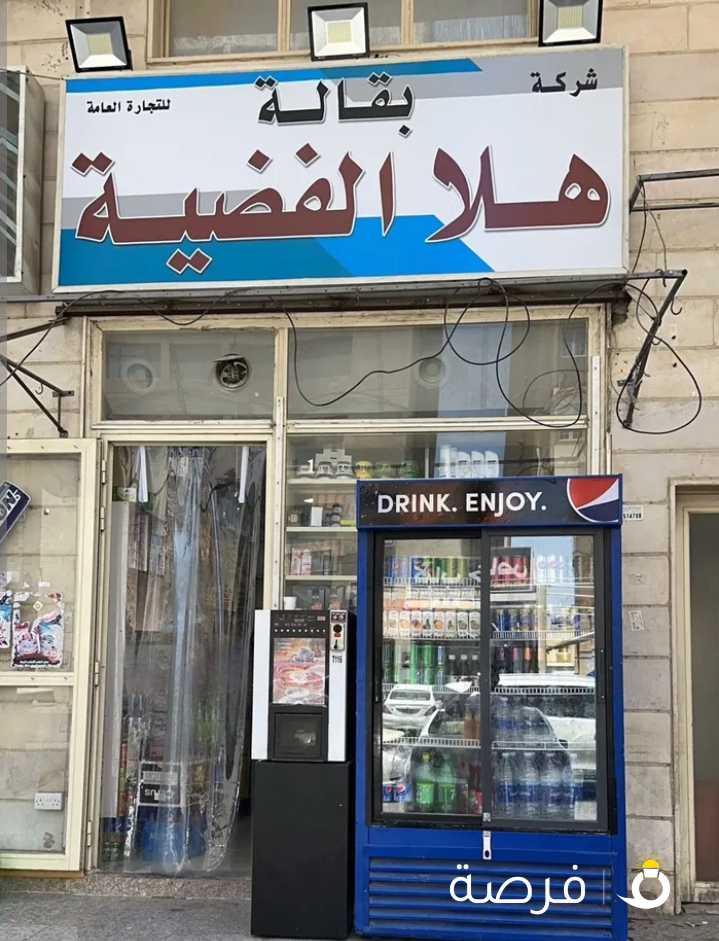 شركة
بقالة
للتجارة العامة
هلا الفضية
DRINK. ENJOY.
فرصة